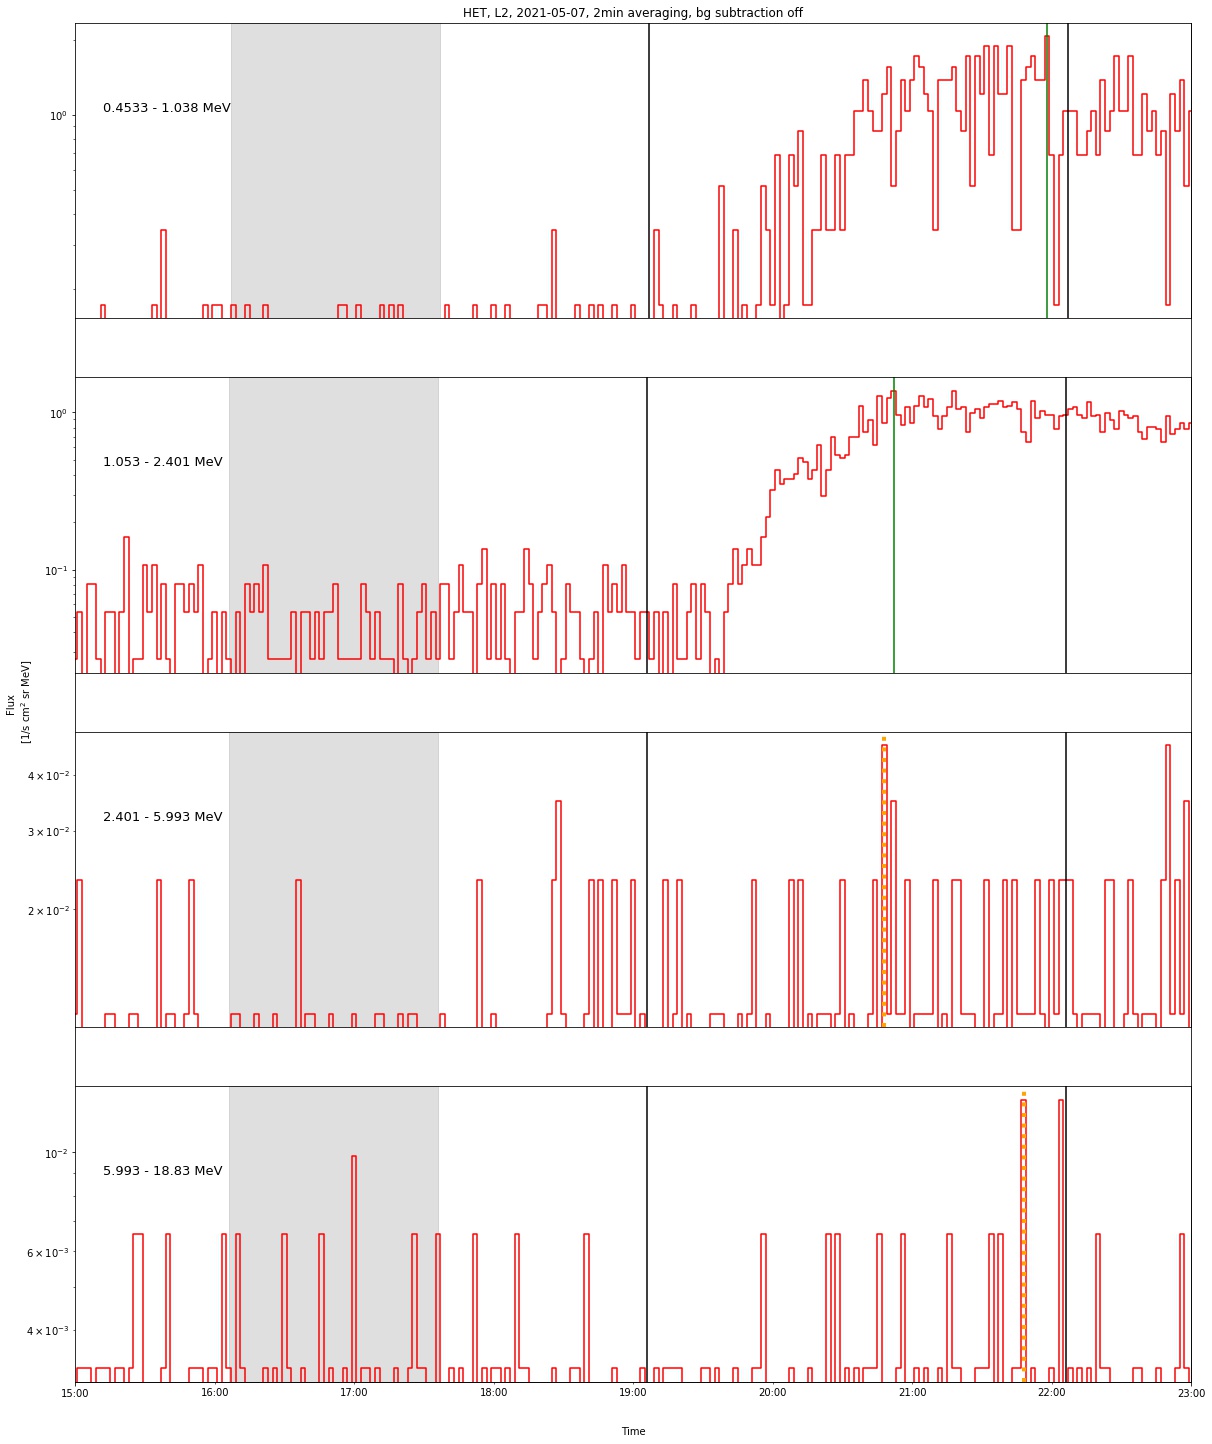 HET, L2, 2021-05-07, 2min averaging, bg subtraction off
0.4533 - 1.038 MeV
10⁰
1.053 - 2.401 MeV
10⁰
10⁻¹
Flux
[1/s cm² sr MeV]
2.401 - 5.993 MeV
4 × 10⁻²
3 × 10⁻²
2 × 10⁻²
5.993 - 18.83 MeV
10⁻²
6 × 10⁻³
4 × 10⁻³
15:00 16:00 17:00 18:00 19:00 20:00 21:00 22:00 23:00
Time